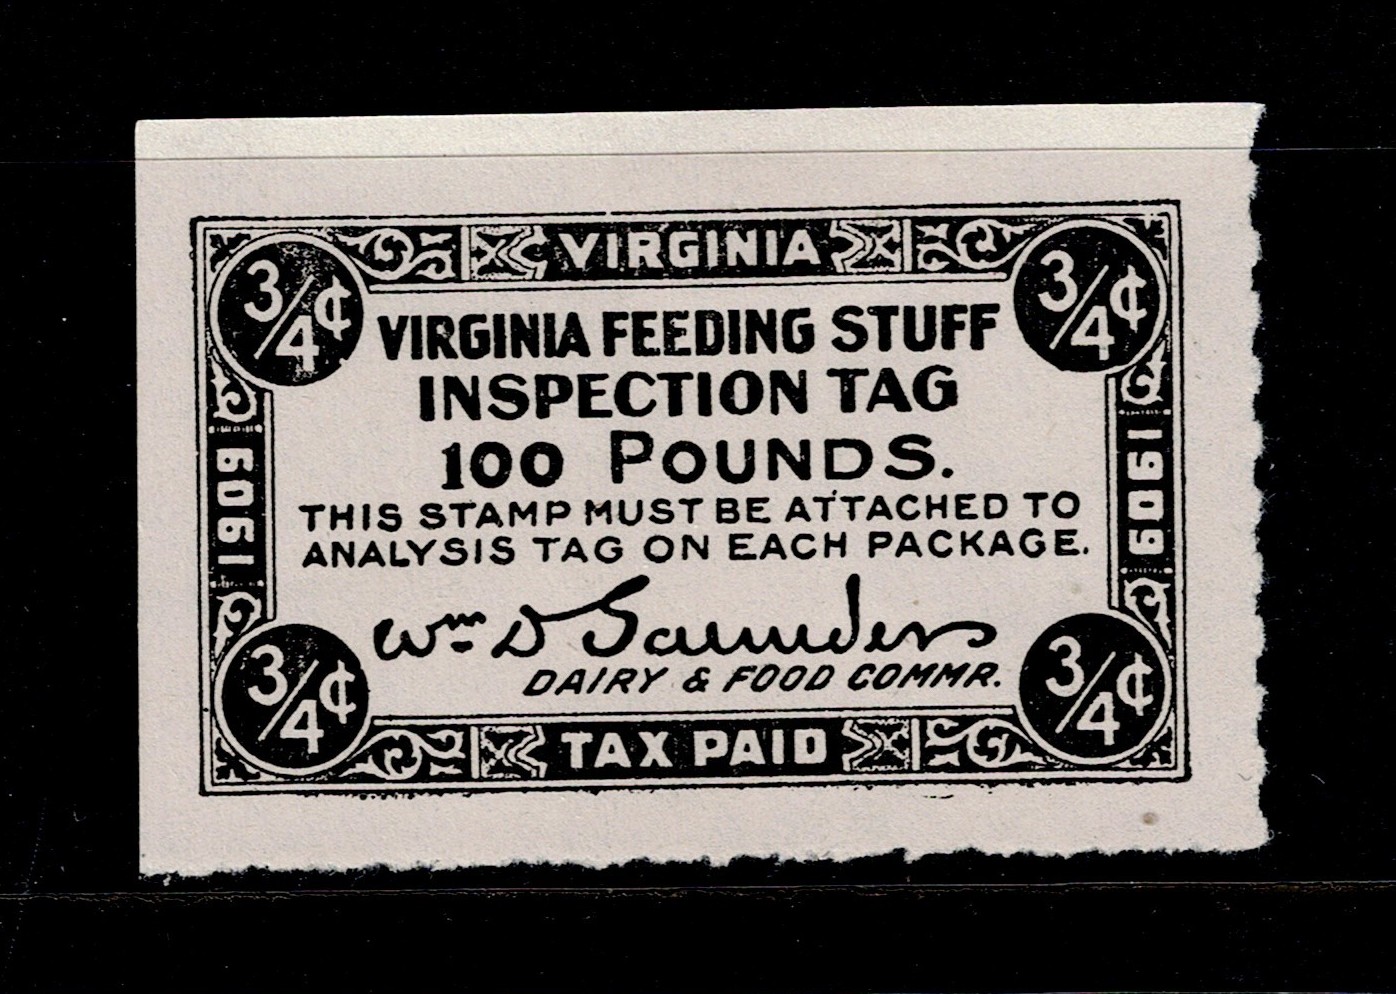 VIRGINIA
3/4¢
3/4¢
VIRGINIA FEEDING STUFF
INSPECTION TAG
100 POUNDS.
THIS STAMP MUST BE ATTACHED TO
ANALYSIS TAG ON EACH PACKAGE.
1909
1909
Wm D Saunders
DAIRY & FOOD COMMR.
3/4¢
3/4¢
TAX PAID